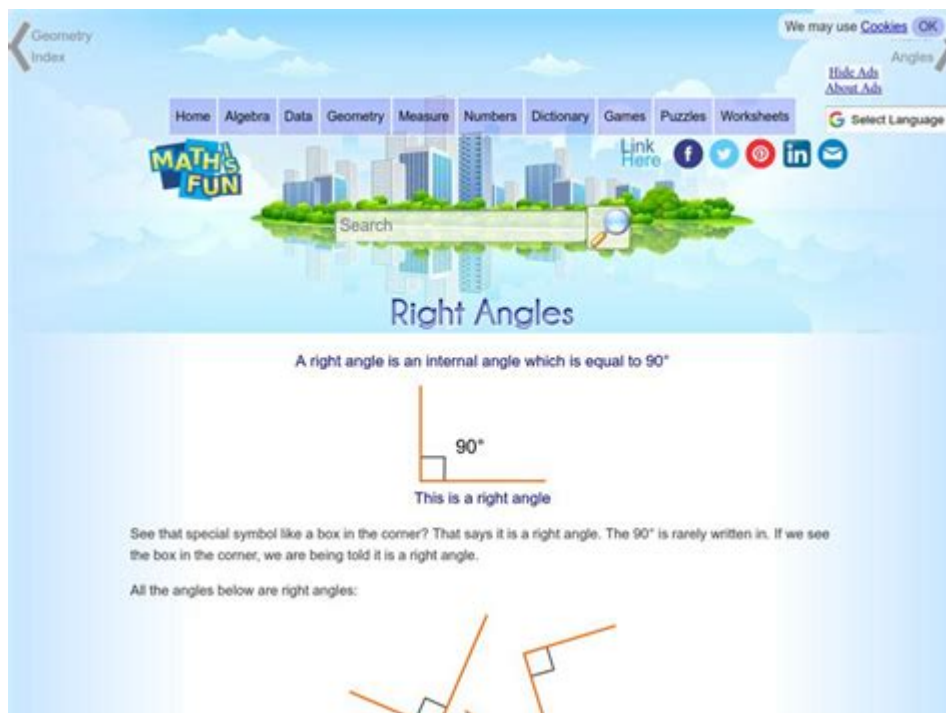 Geometry
Index
We may use Cookies OK
Angles
Hide Ads
About Ads
Home Algebra Data Geometry Measure Numbers Dictionary Games Puzzles Worksheets
Select Language
MATH IS
FUN
Link
Here
Search
Right Angles
A right angle is an internal angle which is equal to 90°
90°
This is a right angle
See that special symbol like a box in the corner? That says it is a right angle. The 90° is rarely written in. If we see
the box in the corner, we are being told it is a right angle.
All the angles below are right angles: